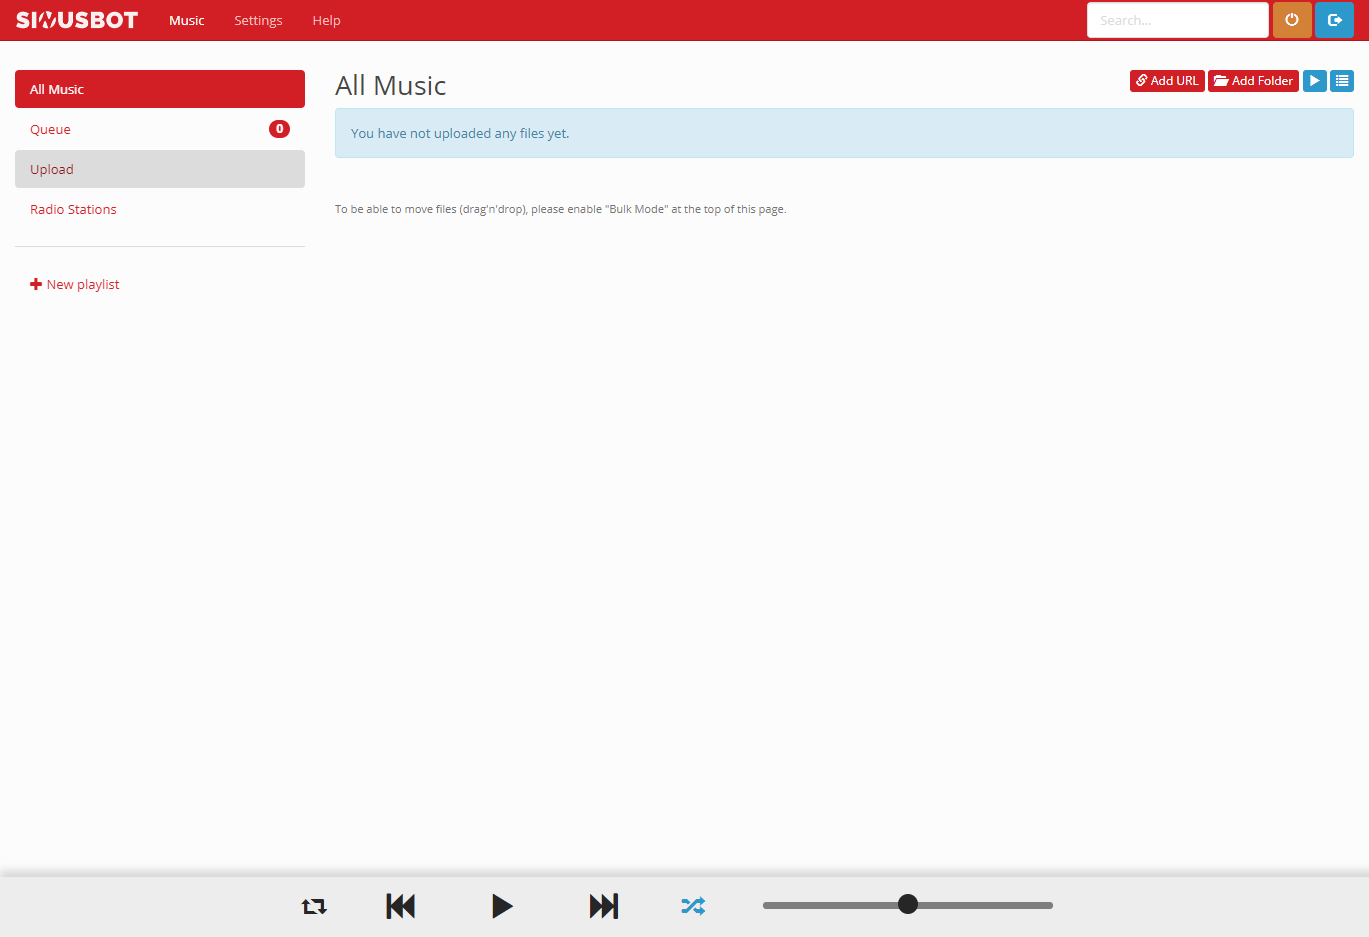 SINUSBOT Music Settings Help Search...
All Music
Queue 0
Upload
Radio Stations
New playlist
All Music Add URL Add Folder
You have not uploaded any files yet.
To be able to move files (drag'n'drop), please enable "Bulk Mode" at the top of this page.